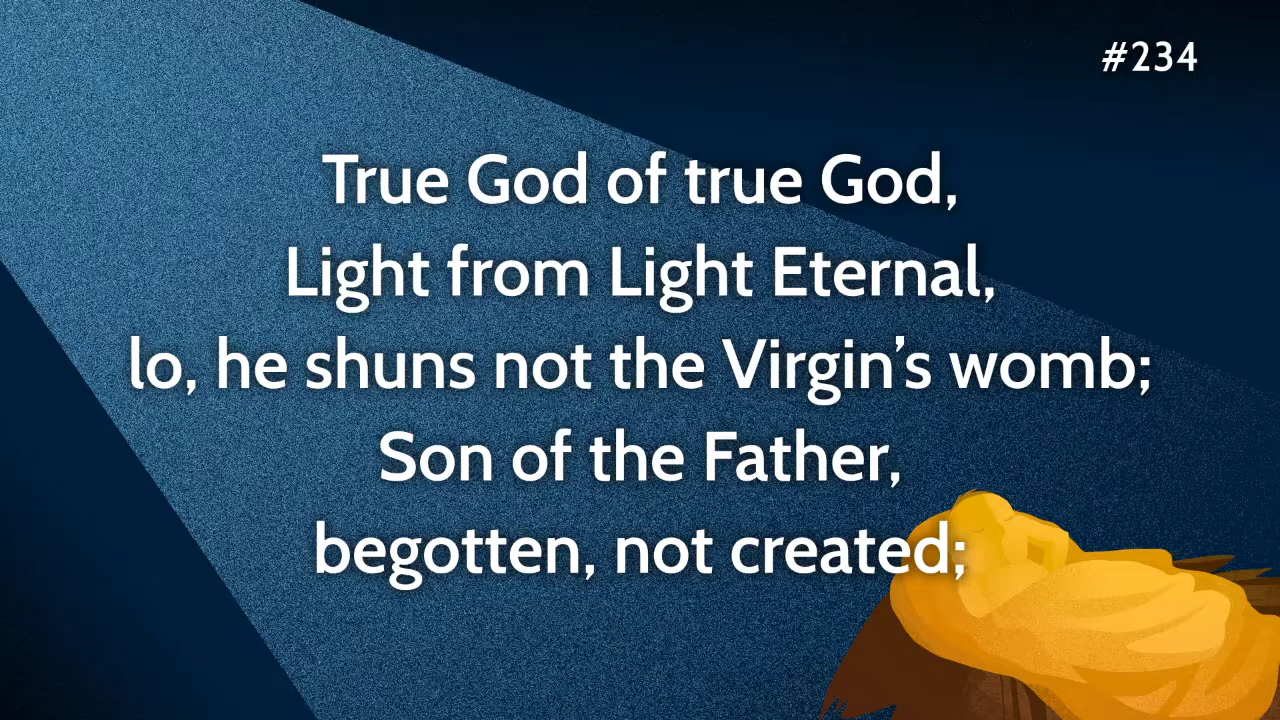 #234
True God of true God,
Light from Light Eternal,
lo, he shuns not the Virgin’s womb;
Son of the Father,
begotten, not created;